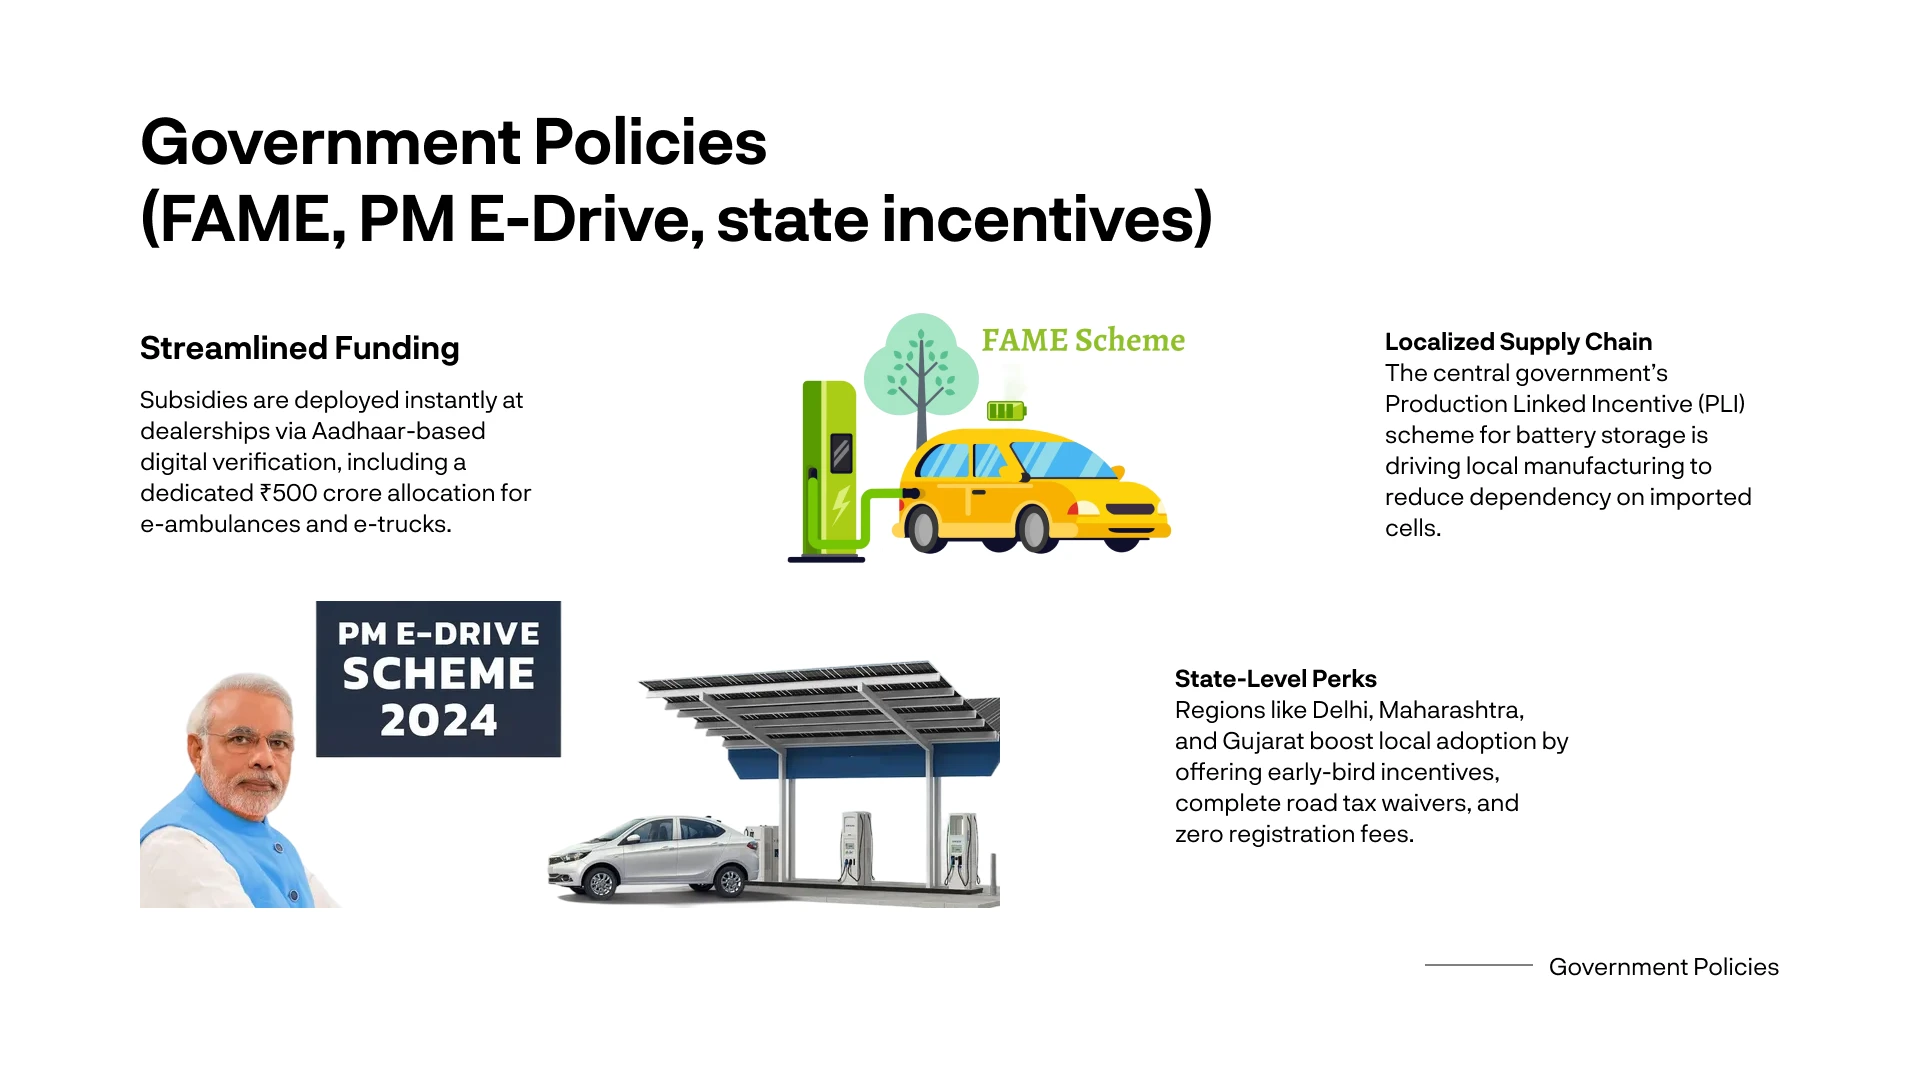 Government Policies
(FAME, PM E-Drive, state incentives)
Streamlined Funding
Subsidies are deployed instantly at
dealerships via Aadhaar-based
digital verification, including a
dedicated ₹500 crore allocation for
e-ambulances and e-trucks.
FAME Scheme
Localized Supply Chain
The central government’s
Production Linked Incentive (PLI)
scheme for battery storage is
driving local manufacturing to
reduce dependency on imported
cells.
PM E-DRIVE
SCHEME
2024
State-Level Perks
Regions like Delhi, Maharashtra,
and Gujarat boost local adoption by
offering early-bird incentives,
complete road tax waivers, and
zero registration fees.
Government Policies